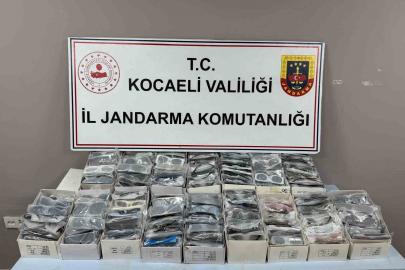 T.C.
KOCAELİ VALİLİĞİ
İL JANDARMA KOMUTANLIĞI